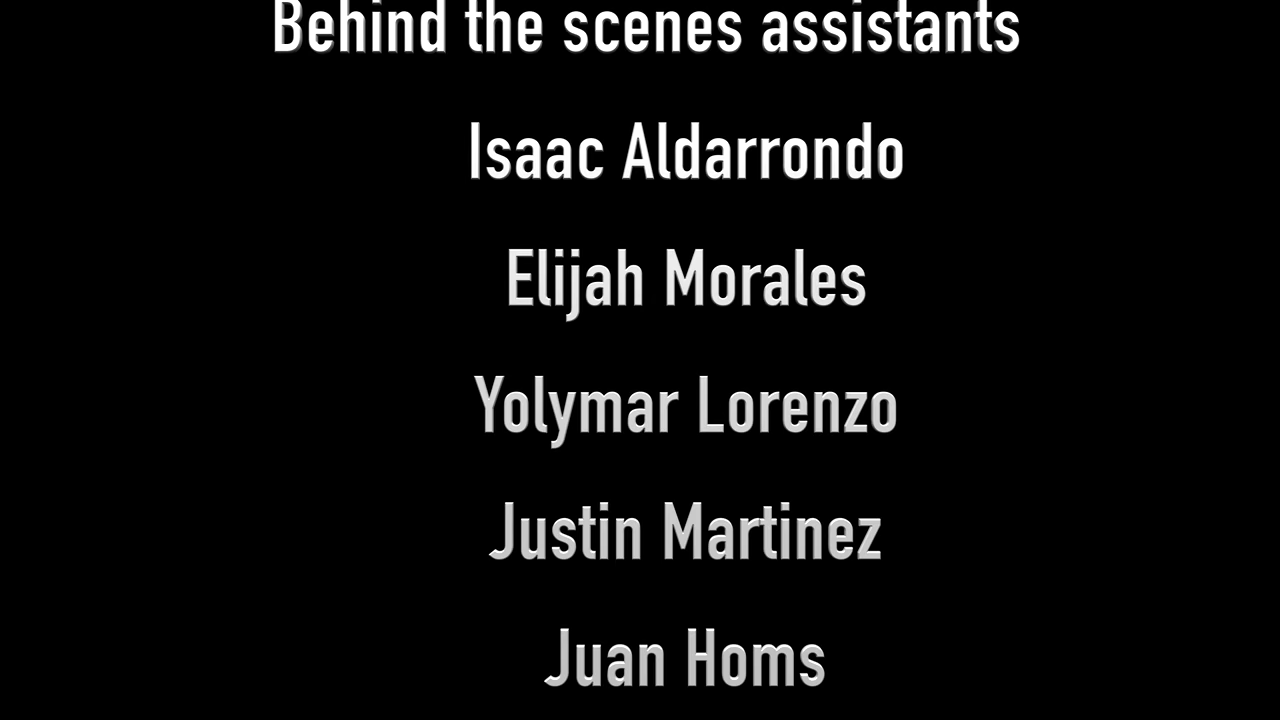 Behind the scenes assistants
Isaac Aldarrondo
Elijah Morales
Yolymar Lorenzo
Justin Martinez
Juan Homs